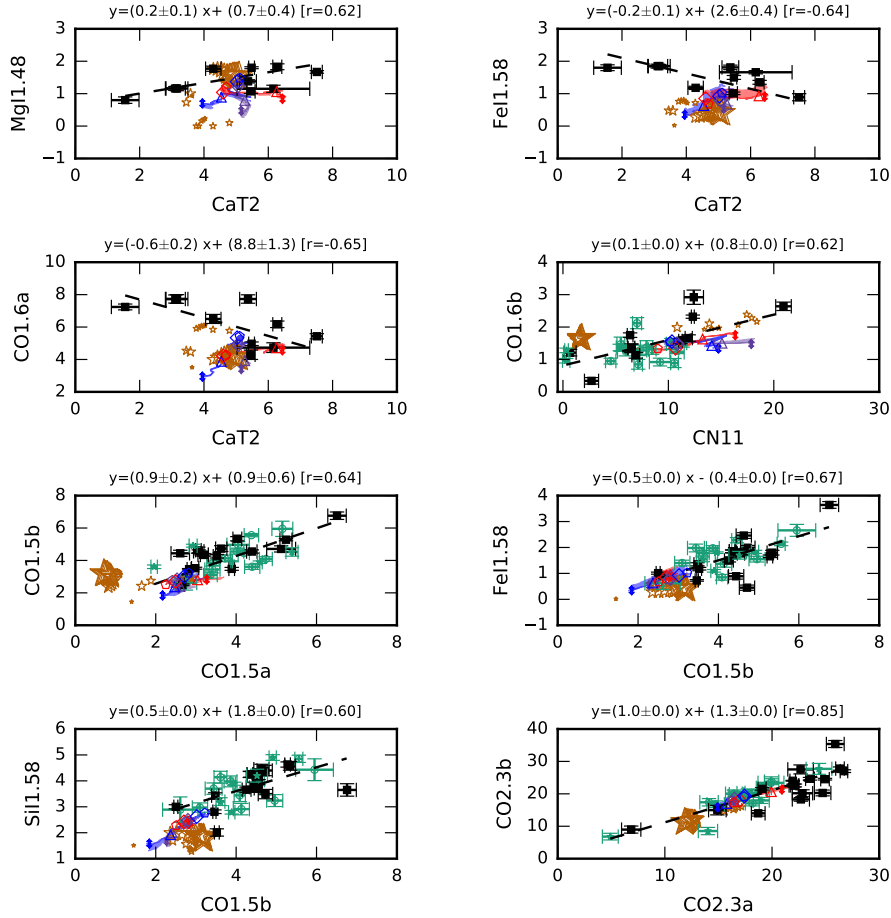 y=(0.2±0.1) x+ (0.7±0.4) [r=0.62]
MgI1.48
3
2
1
0
−1
0 2 4 6 8 10
CaT2
y=(-0.2±0.1) x+ (2.6±0.4) [r=-0.64]
FeI1.58
3
2
1
0
−1
0 2 4 6 8 10
CaT2
y=(-0.6±0.2) x+ (8.8±1.3) [r=-0.65]
CO1.6a
10
8
6
4
2
0 2 4 6 8 10
CaT2
y=(0.1±0.0) x+ (0.8±0.0) [r=0.62]
CO1.6b
4
3
2
1
0
0 10 20 30
CN11
y=(0.9±0.2) x+ (0.9±0.6) [r=0.64]
CO1.5b
8
6
4
2
0
0 2 4 6 8
CO1.5a
y=(0.5±0.0) x - (0.4±0.0) [r=0.67]
FeI1.58
4
3
2
1
0
−1
0 2 4 6 8
CO1.5b
y=(0.5±0.0) x+ (1.8±0.0) [r=0.60]
SiI1.58
6
5
4
3
2
1
0 2 4 6 8
CO1.5b
y=(1.0±0.0) x+ (1.3±0.0) [r=0.85]
CO2.3b
40
30
20
10
0
0 10 20 30
CO2.3a